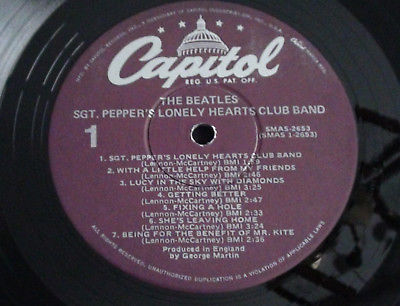 Capitol
REG. U.S. PAT. OFF.
THE BEATLES
SGT. PEPPER'S LONELY HEARTS CLUB BAND
1
SMAS-2653
(SMAS 1-2653)
1. SGT. PEPPER'S LONELY HEARTS CLUB BAND
(Lennon-McCartney) BMI 1:59
2. WITH A LITTLE HELP FROM MY FRIENDS
(Lennon-McCartney) BMI 2:46
3. LUCY IN THE SKY WITH DIAMONDS
(Lennon-McCartney) BMI 3:25
4. GETTING BETTER
(Lennon-McCartney) BMI 2:47
5. FIXING A HOLE
(Lennon-McCartney) BMI 2:33
6. SHE'S LEAVING HOME
(Lennon-McCartney) BMI 3:24
7. BEING FOR THE BENEFIT OF MR. KITE
(Lennon-McCartney) BMI 2:36
Produced in England
by George Martin
ALL RIGHTS RESERVED. UNAUTHORIZED DUPLICATION IS A VIOLATION OF APPLICABLE LAWS